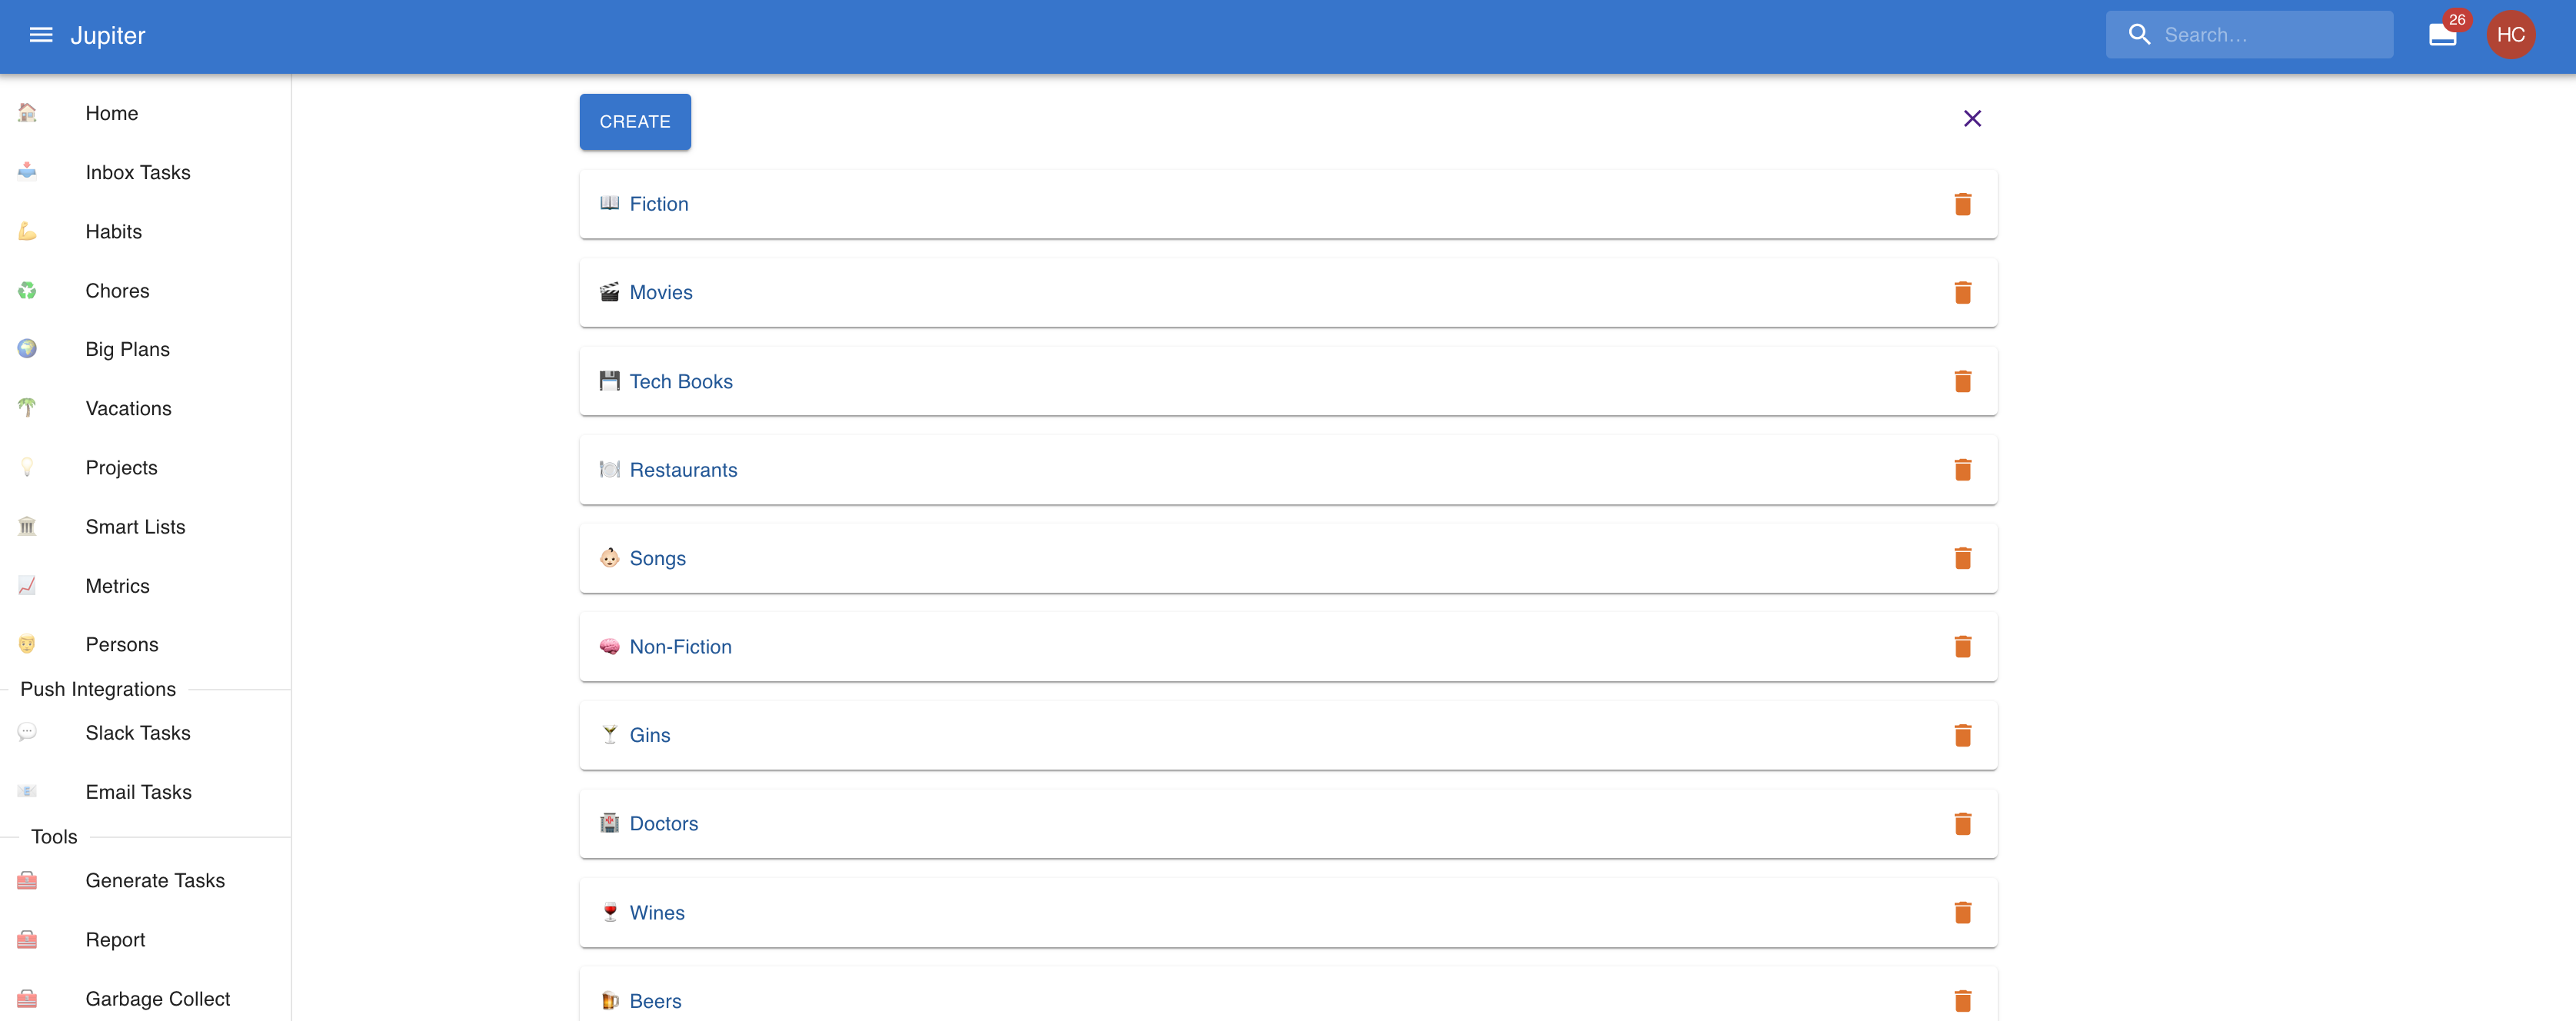 Jupiter
Search...
26
HC
Home
Inbox Tasks
Habits
Chores
Big Plans
Vacations
Projects
Smart Lists
Metrics
Persons
Push Integrations
Slack Tasks
Email Tasks
Tools
Generate Tasks
Report
Garbage Collect
CREATE
Fiction
Movies
Tech Books
Restaurants
Songs
Non-Fiction
Gins
Doctors
Wines
Beers